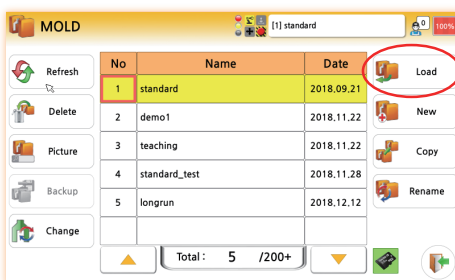 MOLD
[1] standard
0
100%
Refresh
Delete
Picture
Backup
Change
No Name Date
1 standard 2018.09.21
2 demo1 2018.11.22
3 teaching 2018.11.22
4 standard_test 2018.11.28
5 longrun 2018.12.12
Total : 5 /200+
Load
New
Copy
Rename